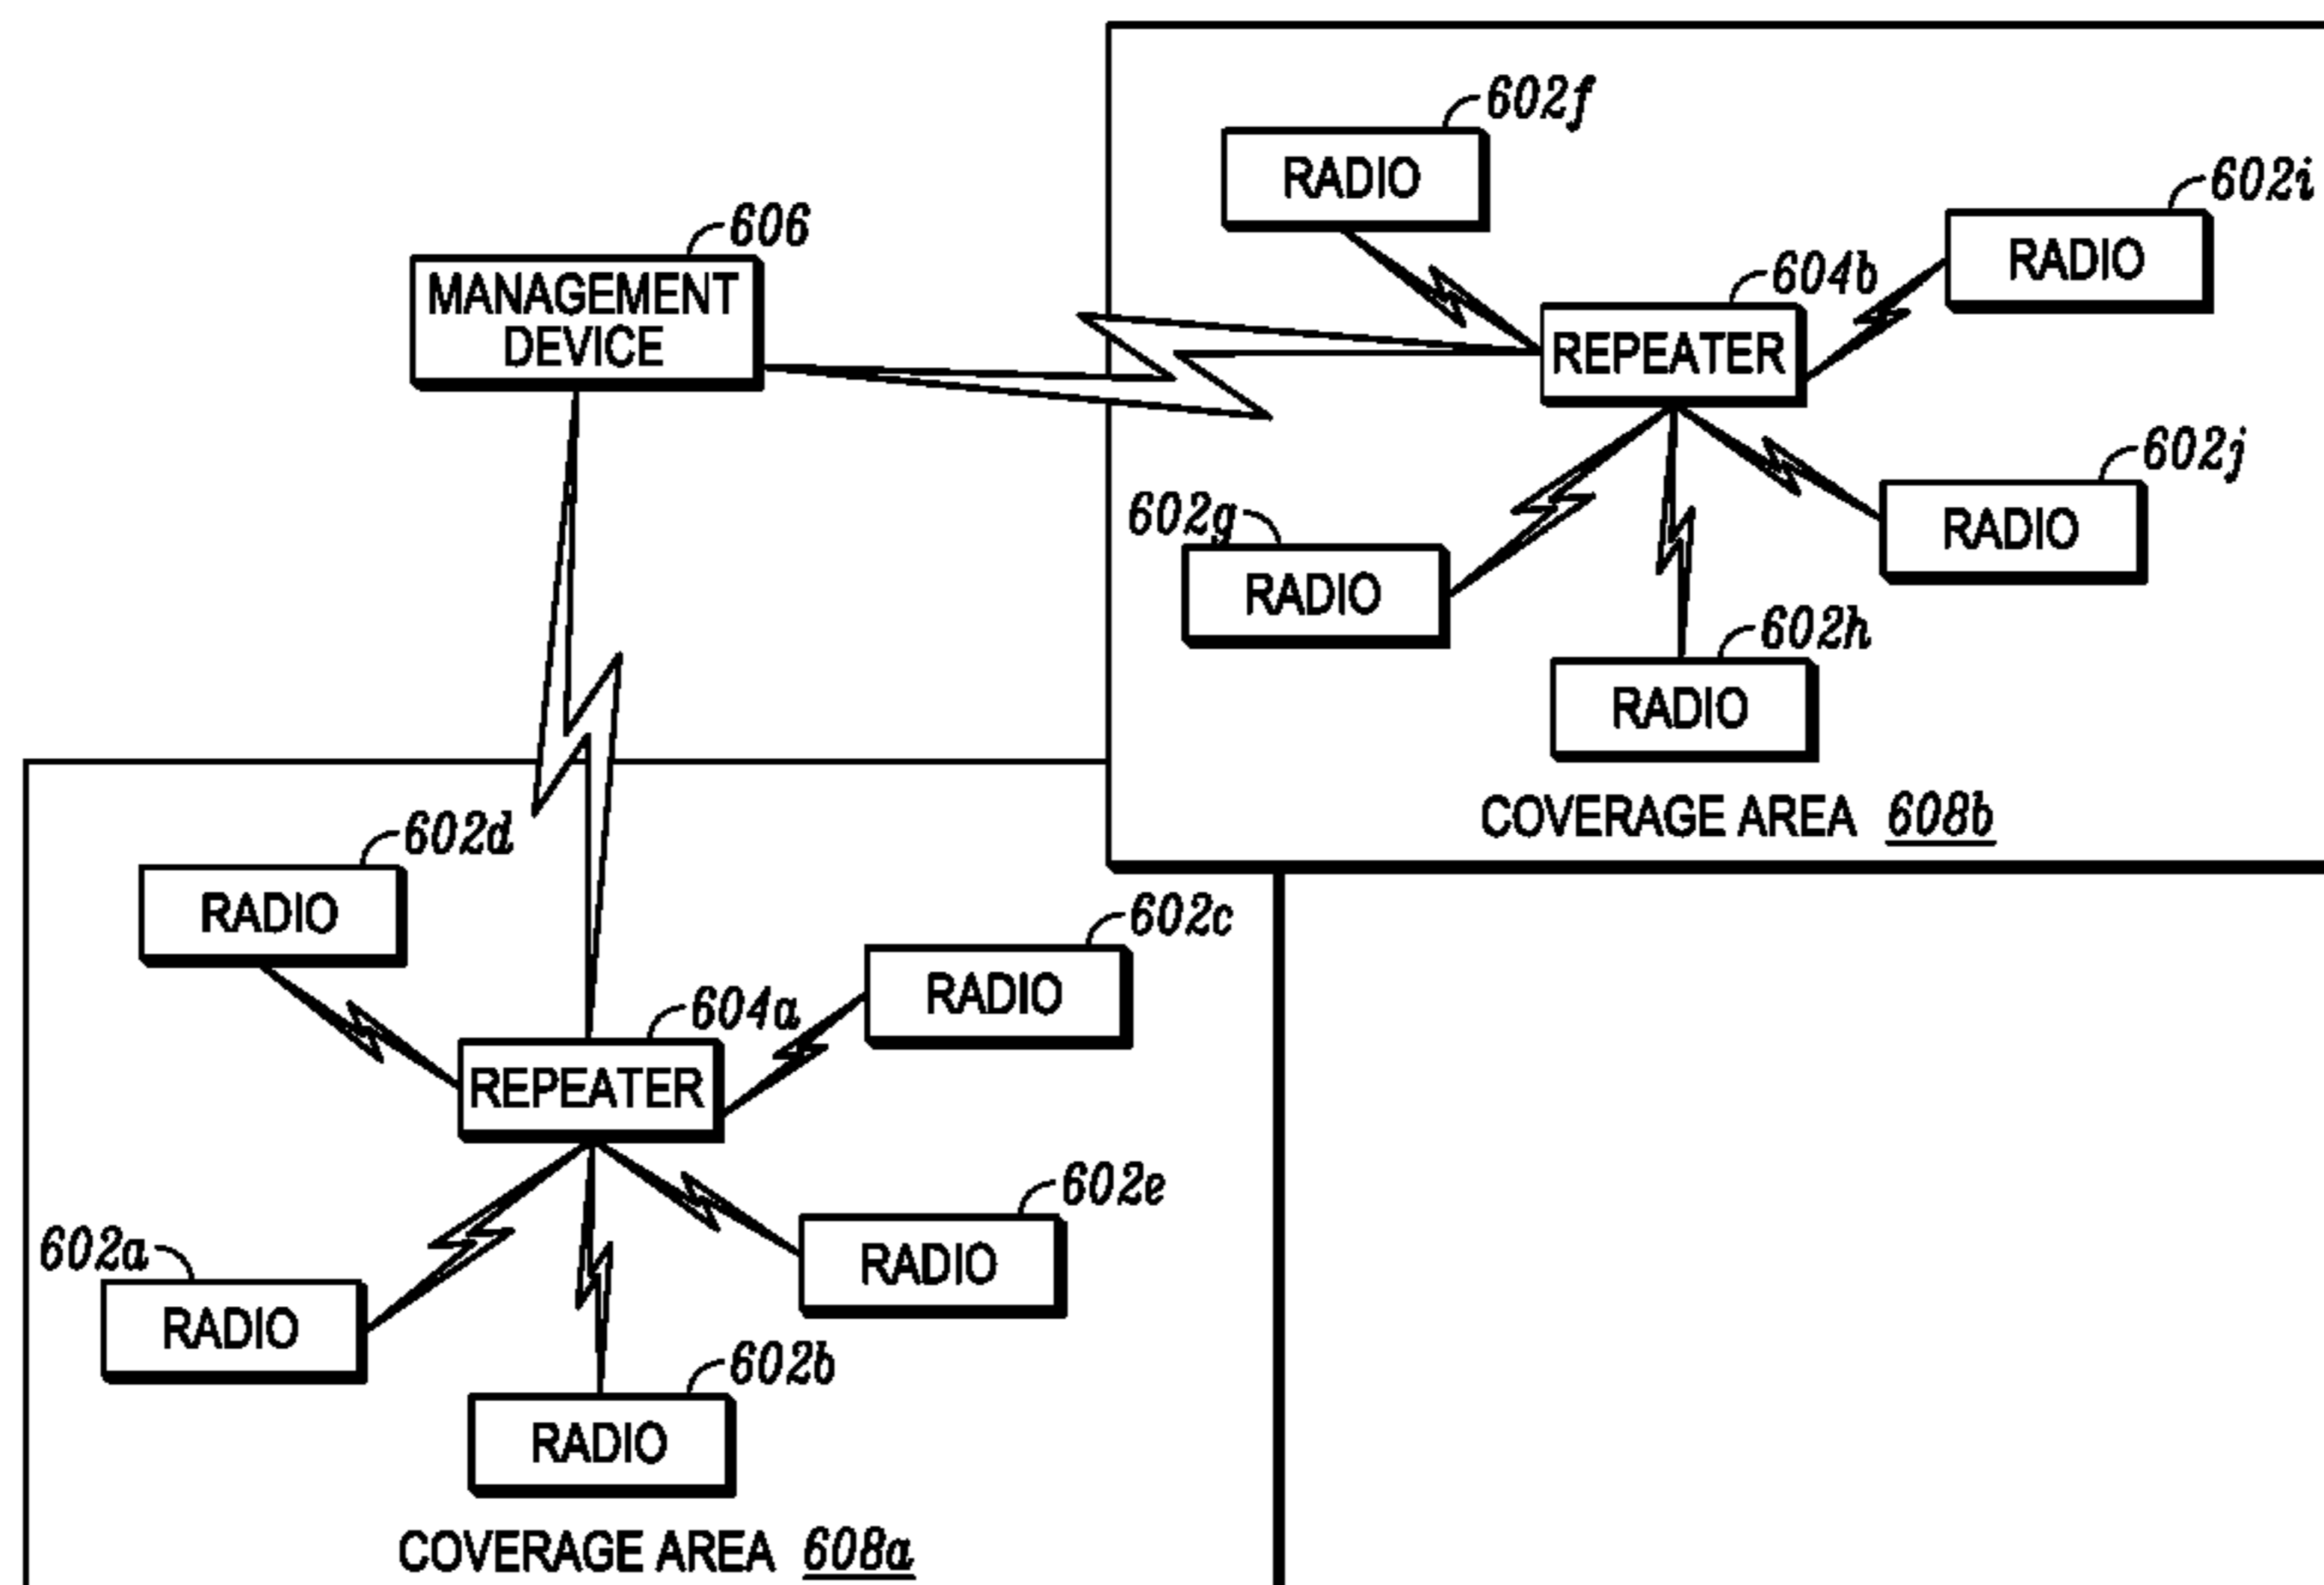 602f
RADIO
602i
RADIO
606
MANAGEMENT
DEVICE
604b
REPEATER
602j
RADIO
602g
RADIO
602h
RADIO
COVERAGE AREA 608b
602d
RADIO
602c
RADIO
604a
REPEATER
602e
RADIO
602a
RADIO
602b
RADIO
COVERAGE AREA 608a